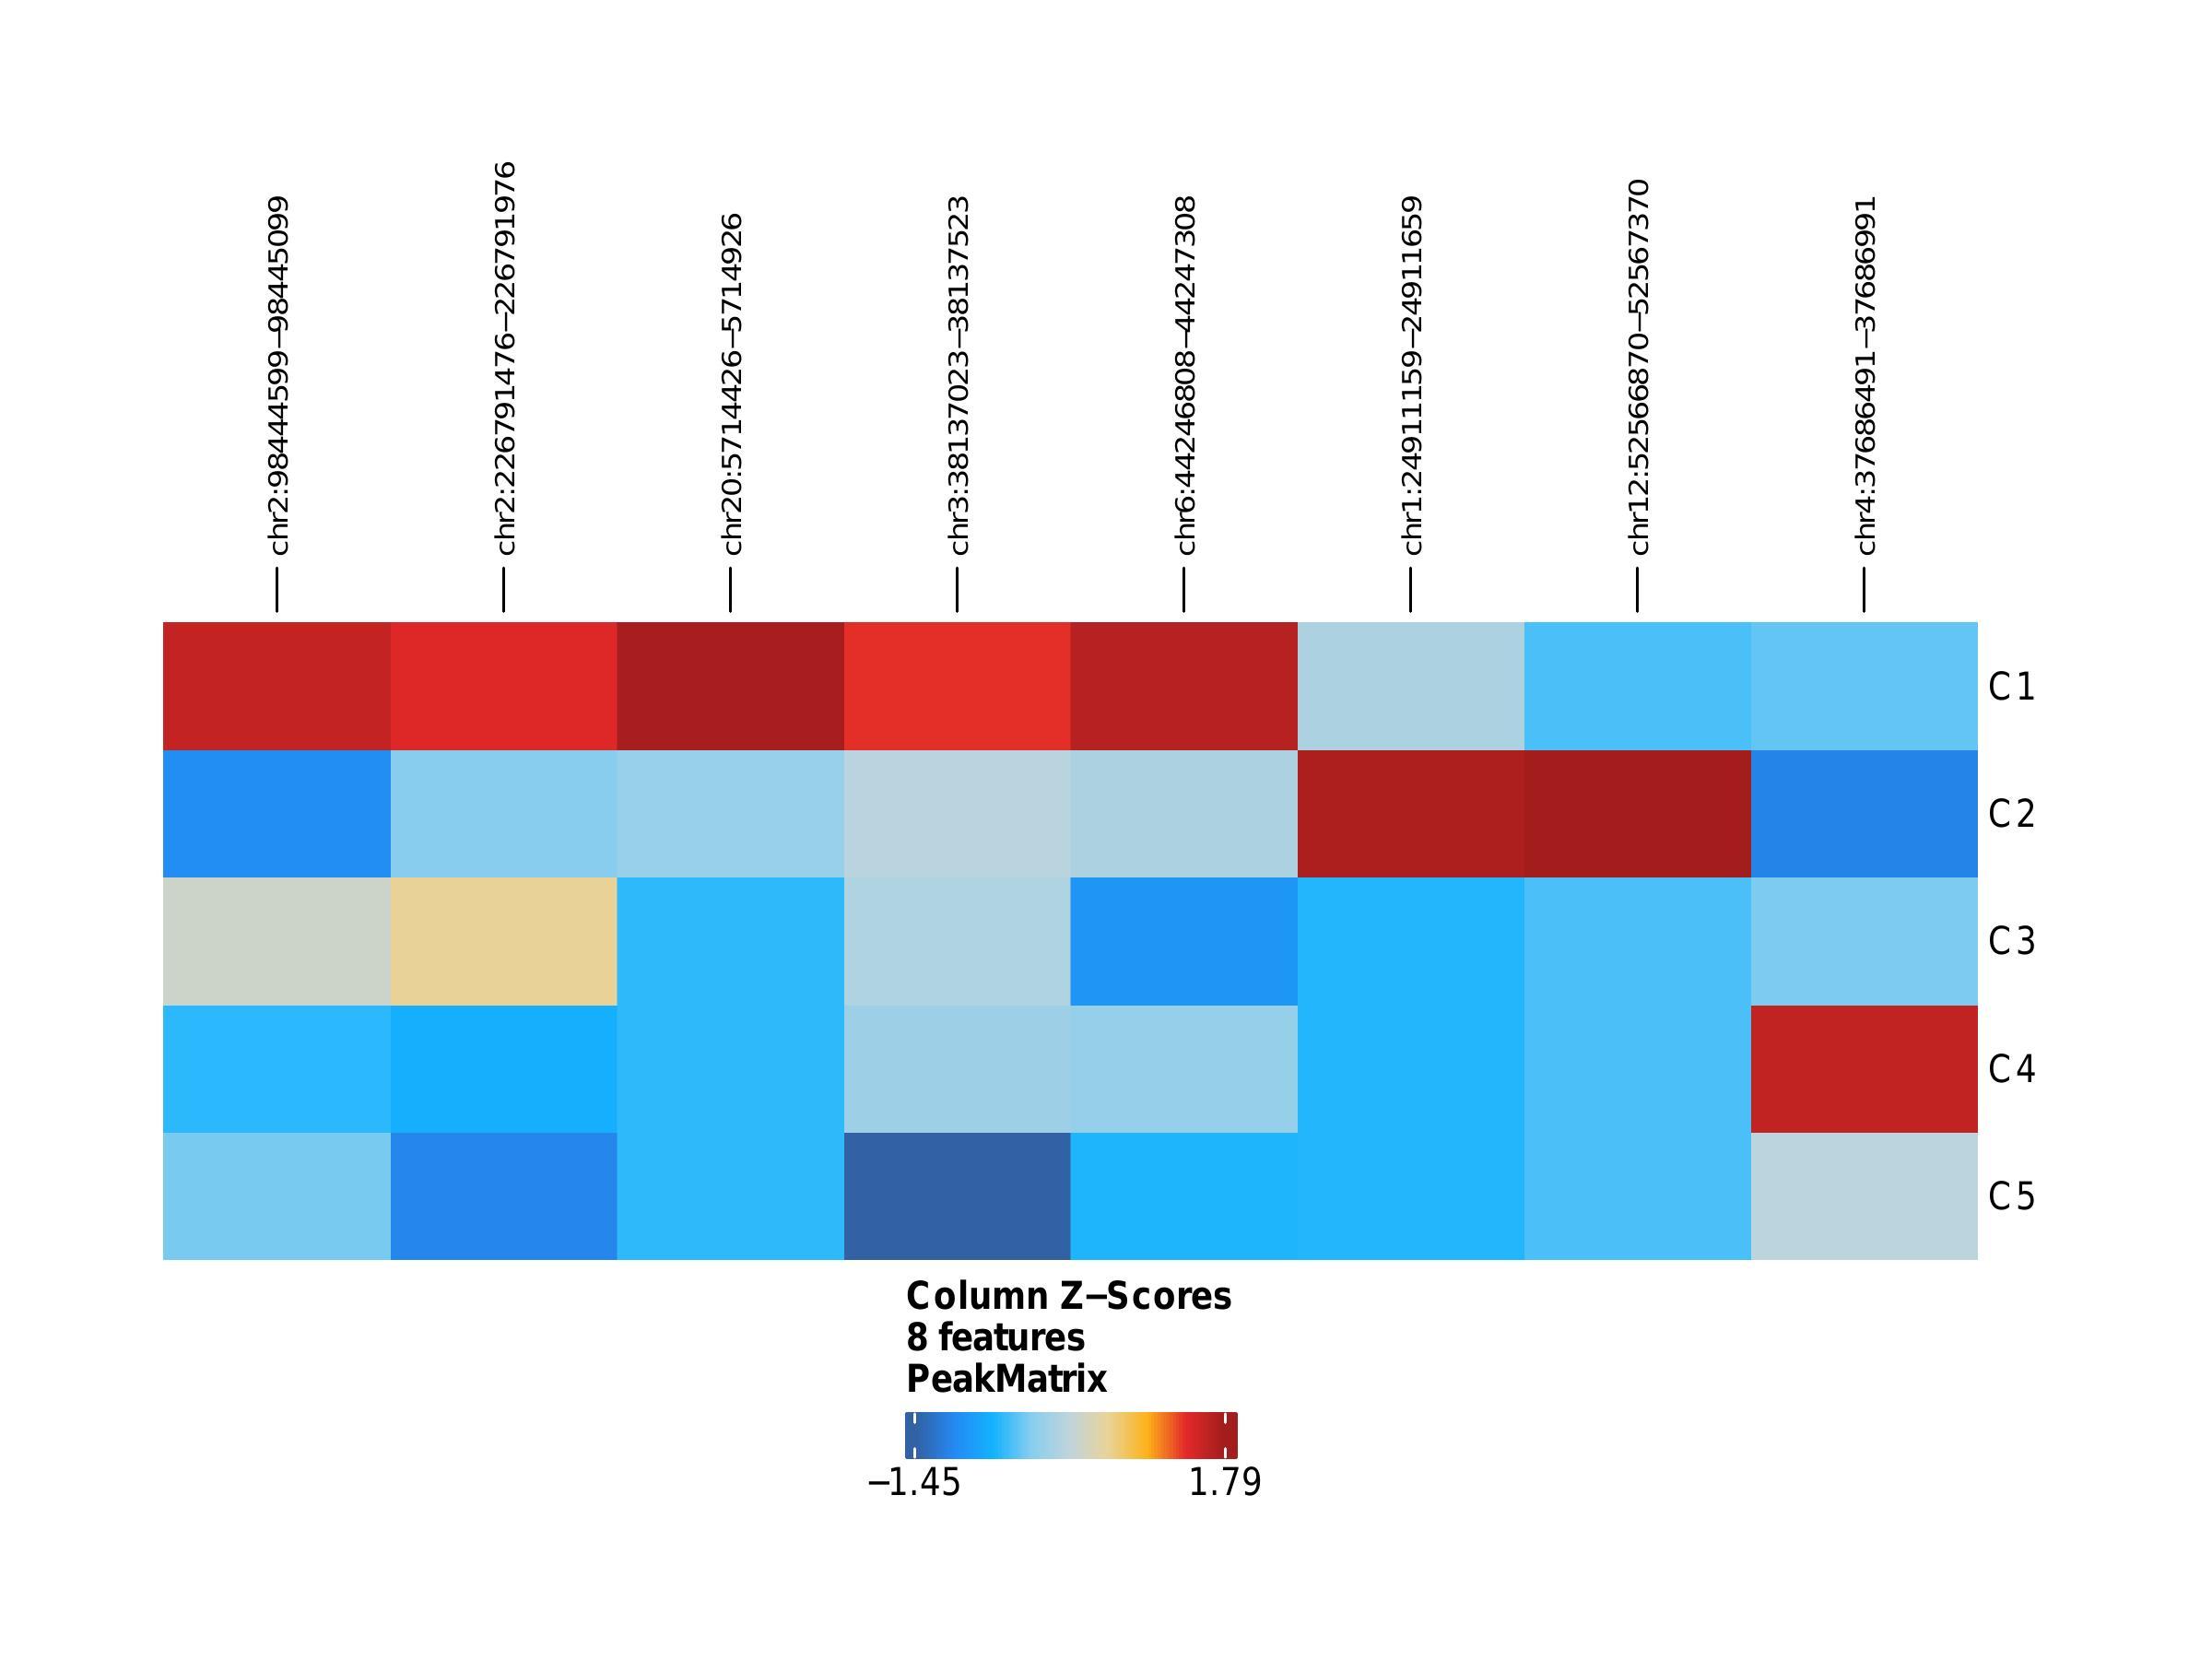 chr2:98444599−98445099
chr2:226791476−226791976
chr20:5714426−5714926
chr3:38137023−38137523
chr6:44246808−44247308
chr1:24911159−24911659
chr12:52566870−52567370
chr4:37686491−37686991
C1
C2
C3
C4
C5
Column Z−Scores
8 features
PeakMatrix
−1.45 1.79